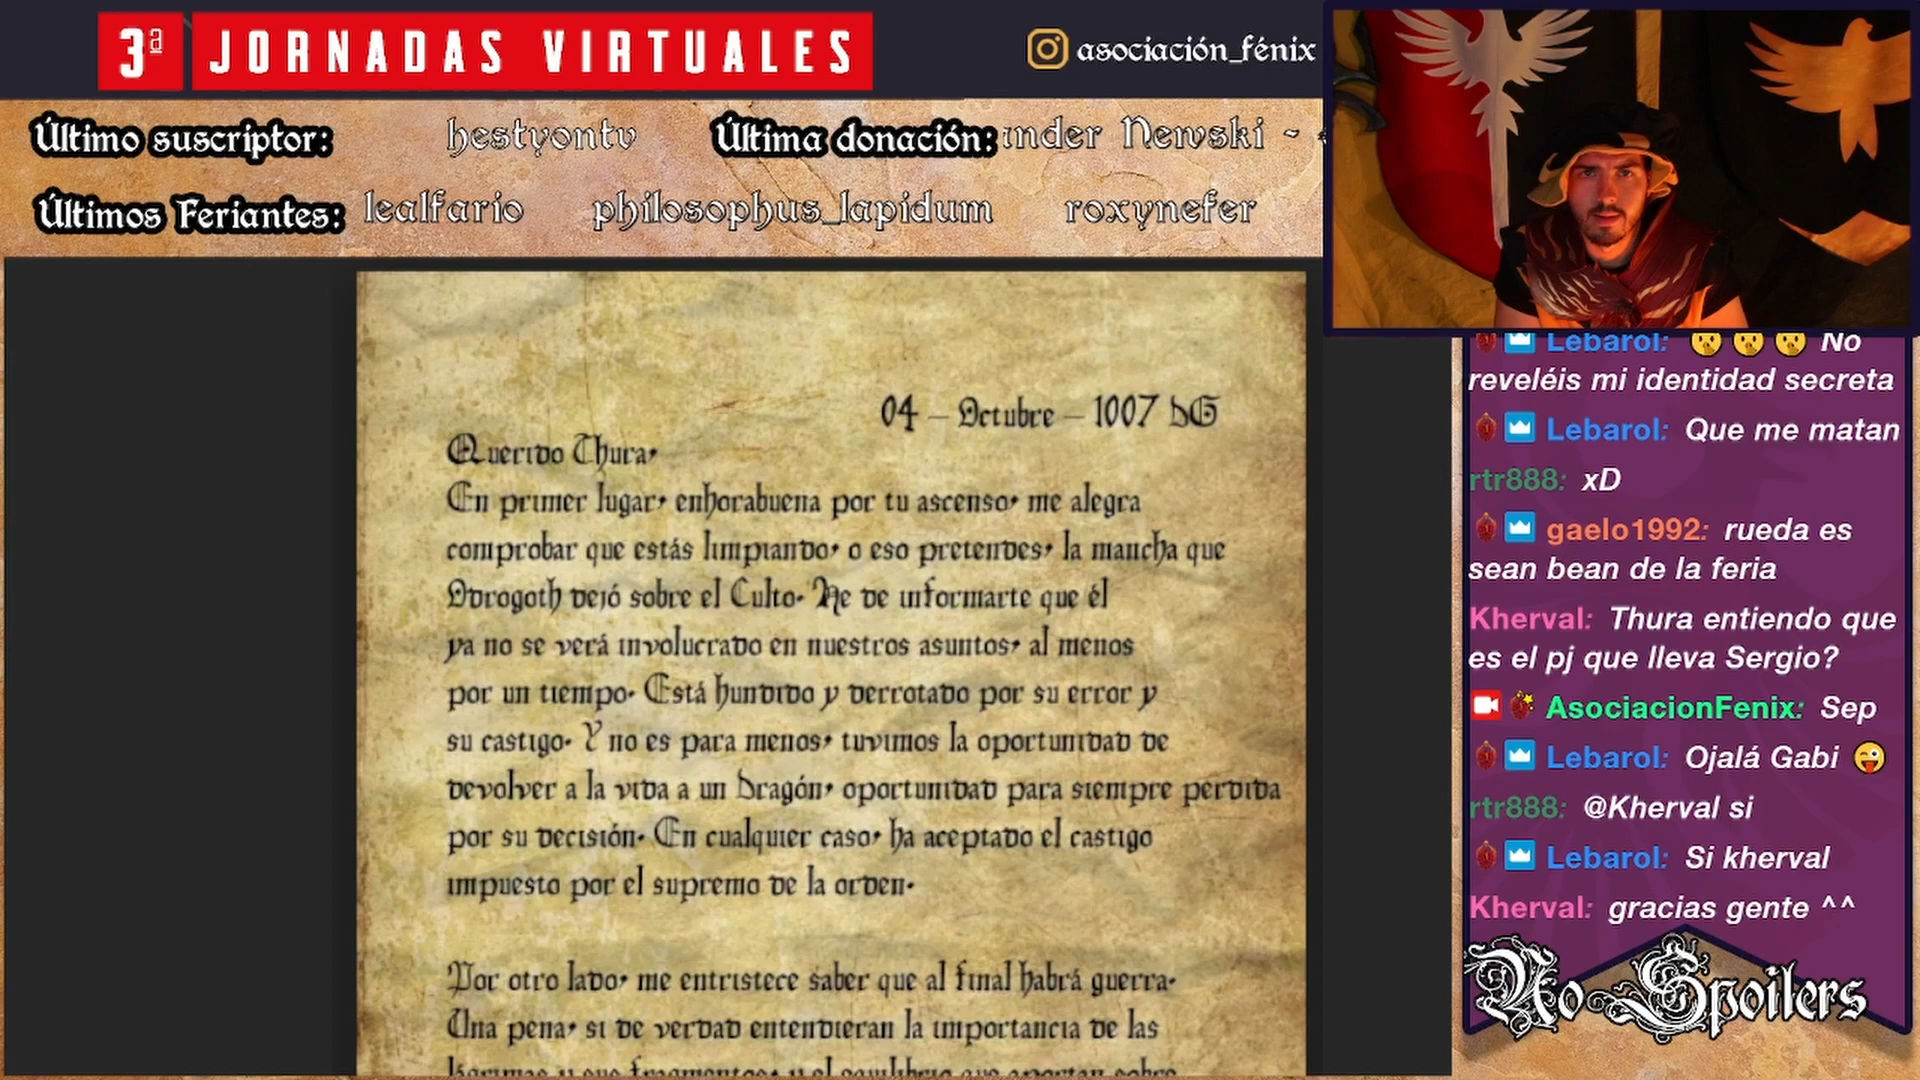 3ª JORNADAS VIRTUALES
asociación_fénix
Último suscriptor: hestyontv Última donación: Newski -
Últimos Feriantes: lealfario philosophus_lapidum roxynefer
04 - Octubre - 1007 DG
Querido Thura,
En primer lugar, enhorabuena por tu ascenso, me alegra
comprobar que estás limpiando, o eso pretendes, la mancha que
Odrogoth dejó sobre el Culto. He de informarte que él
ya no se verá involucrado en nuestros asuntos, al menos
por un tiempo. Está hundido y derrotado por su error y
su castigo. Y no es para menos, tuvimos la oportunidad de
devolver a la vida a un Dragón, oportunidad para siempre perdida
por su decisión. En cualquier caso, ha aceptado el castigo
impuesto por el supremo de la orden.
Por otro lado, me entristece saber que al final habrá guerra.
Una pena, si de verdad entendieran la importancia de las
lágrimas y sus fragmentos, y el equilibrio que aportan sobre
Lebarol: No
reveléis mi identidad secreta
Lebarol: Que me matan
rtr888: xD
gaelo1992: rueda es
sean bean de la feria
Kherval: Thura entiendo que
es el pj que lleva Sergio?
AsociacionFenix: Sep
Lebarol: Ojalá Gabi
rtr888: @Kherval si
Lebarol: Si kherval
Kherval: gracias gente ^^
No Spoilers